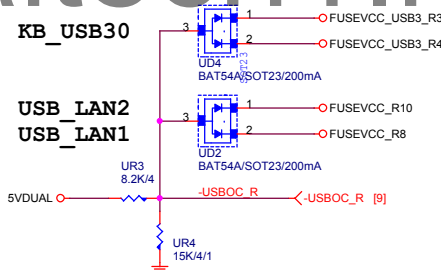 KB_USB30
3
1
FUSEVCC_USB3_R3
2
FUSEVCC_USB3_R4
UD4
SOT23
BAT54A/SOT23/200mA
USB_LAN2
USB_LAN1
3
1
FUSEVCC_R10
2
FUSEVCC_R8
UD2
BAT54A/SOT23/200mA
UR3
8.2K/4
5VDUAL
-USBOC_R
-USBOC_R [9]
UR4
15K/4/1